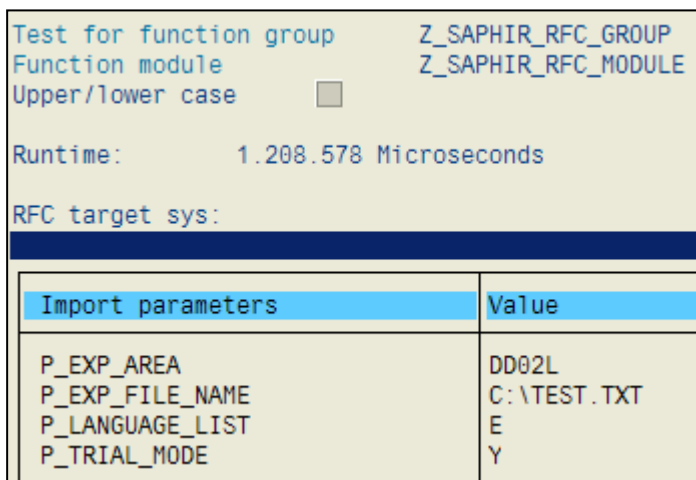 Test for function group Z_SAPHIR_RFC_GROUP
Function module Z_SAPHIR_RFC_MODULE
Upper/lower case
Runtime: 1.208.578 Microseconds
RFC target sys:
Import parameters Value
P_EXP_AREA DD02L
P_EXP_FILE_NAME C:\TEST.TXT
P_LANGUAGE_LIST E
P_TRIAL_MODE Y